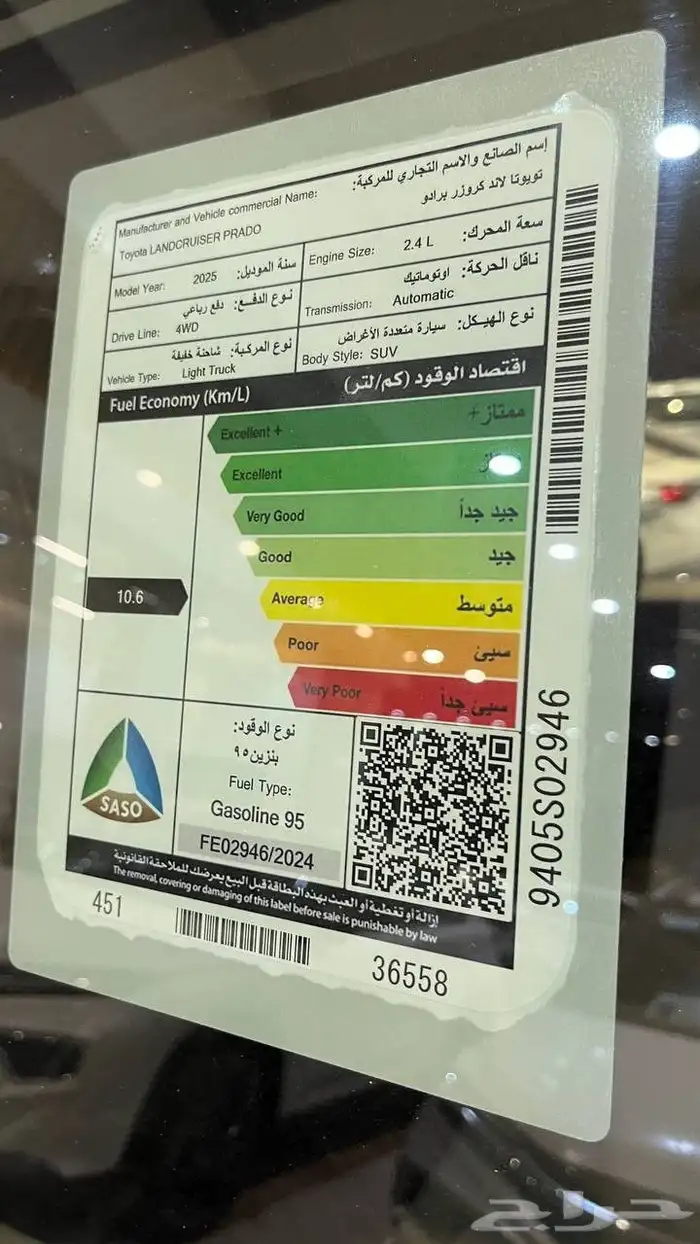 إسم الصانع والاسم التجاري للمركبة:
Manufacturer and Vehicle commercial Name:
تويوتا لاند كروزر برادو
Toyota LANDCRUISER PRADO
سنة الموديل:
Model Year: 2025
سعة المحرك:
Engine Size: 2.4 L
نوع الدفع: دفع رباعي
Drive Line: 4WD
ناقل الحركة: اوتوماتيك
Transmission: Automatic
نوع المركبة: شاحنة خفيفة
Vehicle Type: Light Truck
نوع الهيكل: سيارة متعددة الأغراض
Body Style: SUV
Fuel Economy (Km/L) اقتصاد الوقود (كم/لتر)
Excellent + ممتاز+
Excellent
Very Good جيد جداً
Good جيد
10.6
Average متوسط
Poor سيئ
Very Poor سيئ جداً
SASO
نوع الوقود:
بنزين ٩٥
Fuel Type:
Gasoline 95
FE02946/2024
إزالة أو تغطية أو العبث بهذه البطاقة قبل البيع يعرضك للملاحقة القانونية
The removal, covering or damaging of this label before sale is punishable by law
451
36558
9405S02946
حراج